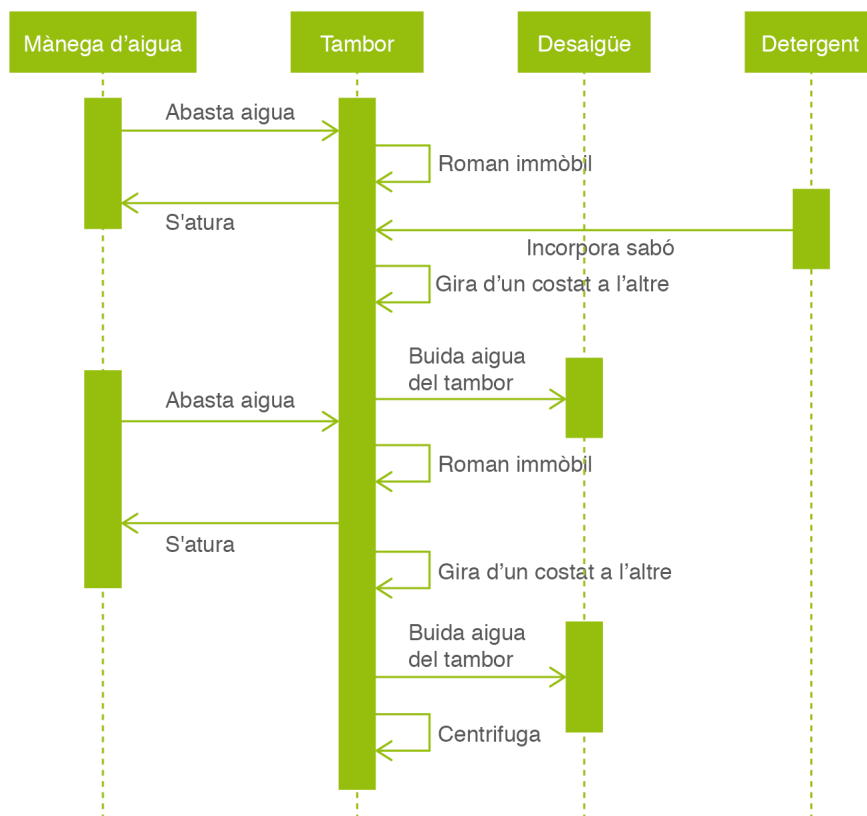 Mànega d’aigua
Tambor
Desaigüe
Detergent
Abasta aigua
Roman immòbil
S'atura
Incorpora sabó
Gira d’un costat a l’altre
Buida aigua
del tambor
Abasta aigua
Roman immòbil
S'atura
Gira d’un costat a l’altre
Buida aigua
del tambor
Centrifuga